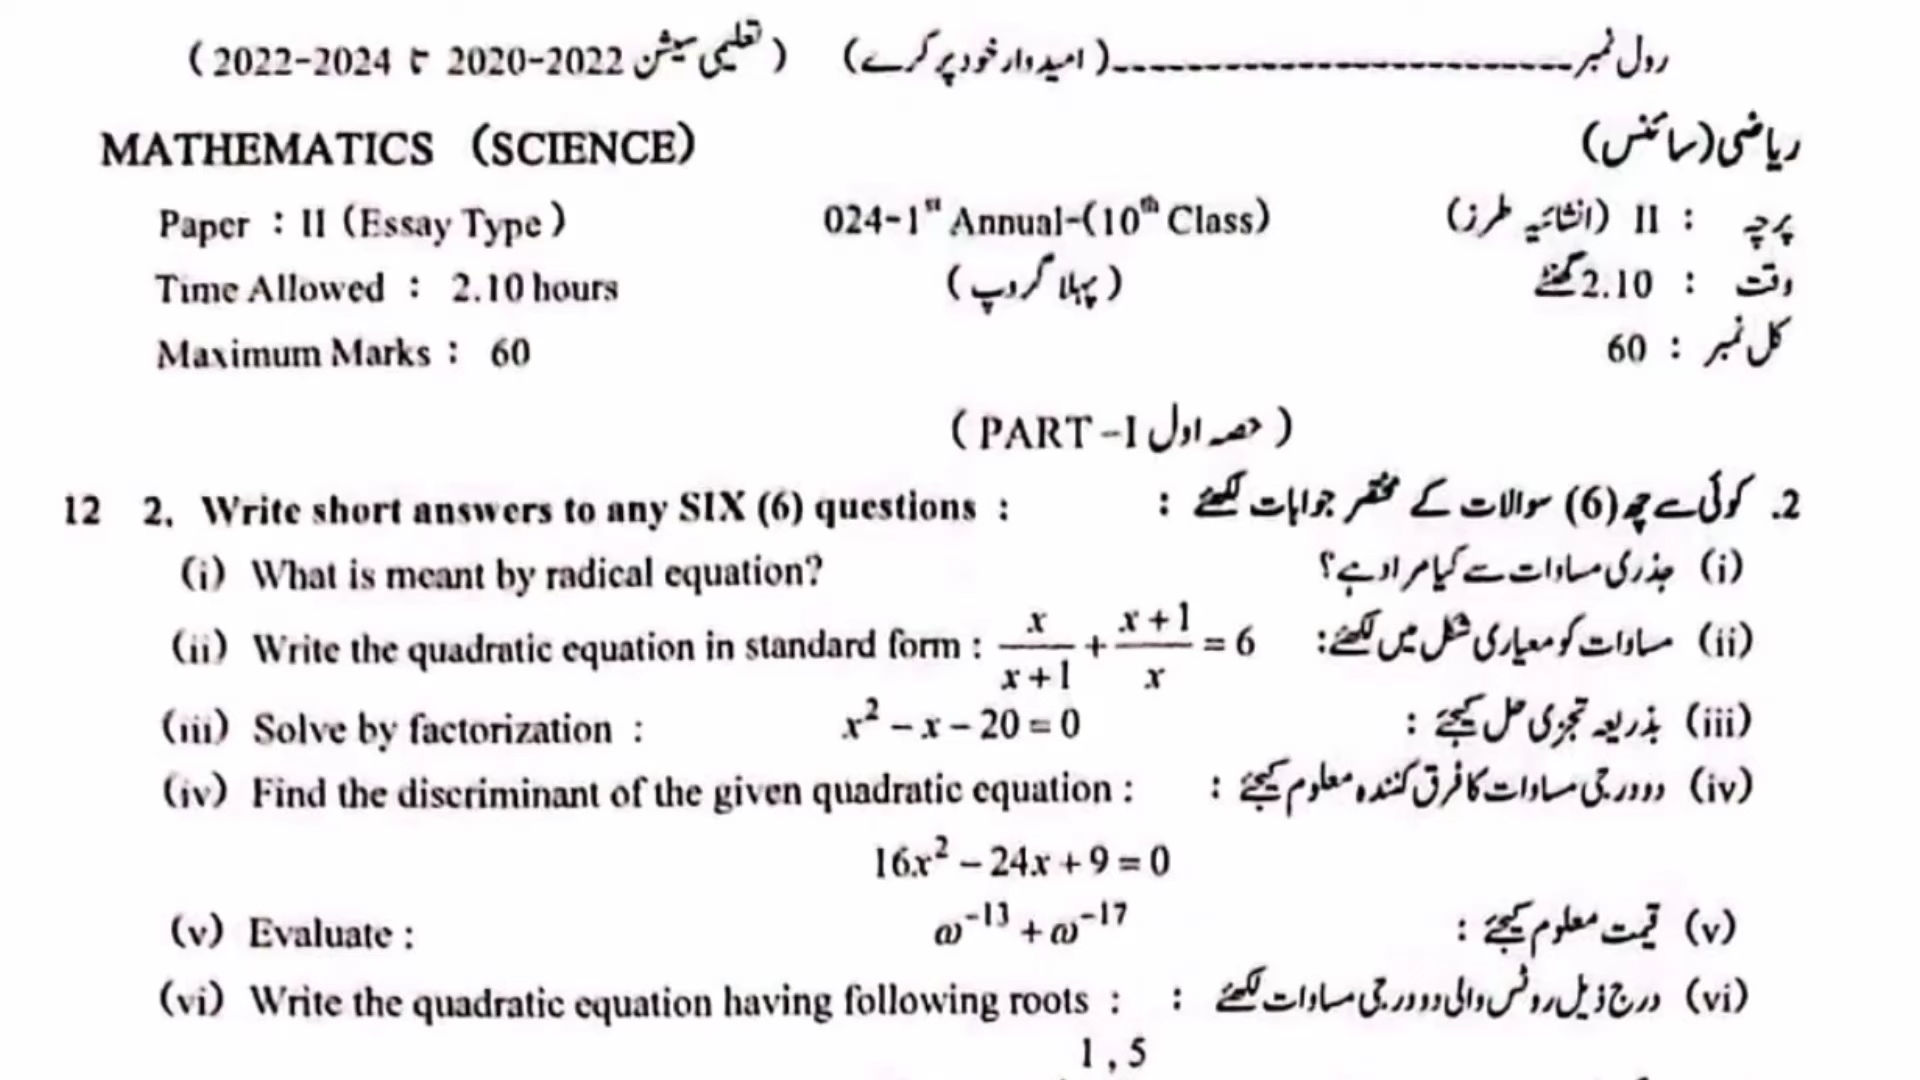 رول نمبر ------------------------------ (امیدوار خود پر کرے) (تعلیمی سیشن 2022-2020 تا 2024-2022)
MATHEMATICS (SCIENCE) ریاضی (سائنس)
Paper : II (Essay Type) 024-1st Annual-(10th Class) پرچہ : II (انشائیہ طرز)
Time Allowed : 2.10 hours (پہلا گروپ) وقت : 2.10 گھنٹے
Maximum Marks : 60 کل نمبر : 60
(PART-I حصہ اول)
12 2. Write short answers to any SIX (6) questions : 2. کوئی سے چھ (6) سوالات کے مختصر جوابات لکھئے :
(i) What is meant by radical equation? (i) جذری مساوات سے کیا مراد ہے؟
(ii) Write the quadratic equation in standard form : x/(x+1) + (x+1)/x = 6 (ii) مساوات کو معیاری شکل میں لکھئے:
(iii) Solve by factorization : x² – x – 20 = 0 (iii) بذریعہ تجزی حل کیجئے :
(iv) Find the discriminant of the given quadratic equation : (iv) دو درجی مساوات کا فرق کنندہ معلوم کیجئے :
16x² – 24x + 9 = 0
(v) Evaluate : ω⁻¹³ + ω⁻¹⁷ (v) قیمت معلوم کیجئے :
(vi) Write the quadratic equation having following roots : (vi) درج ذیل روٹس والی دو درجی مساوات لکھئے :
1 , 5